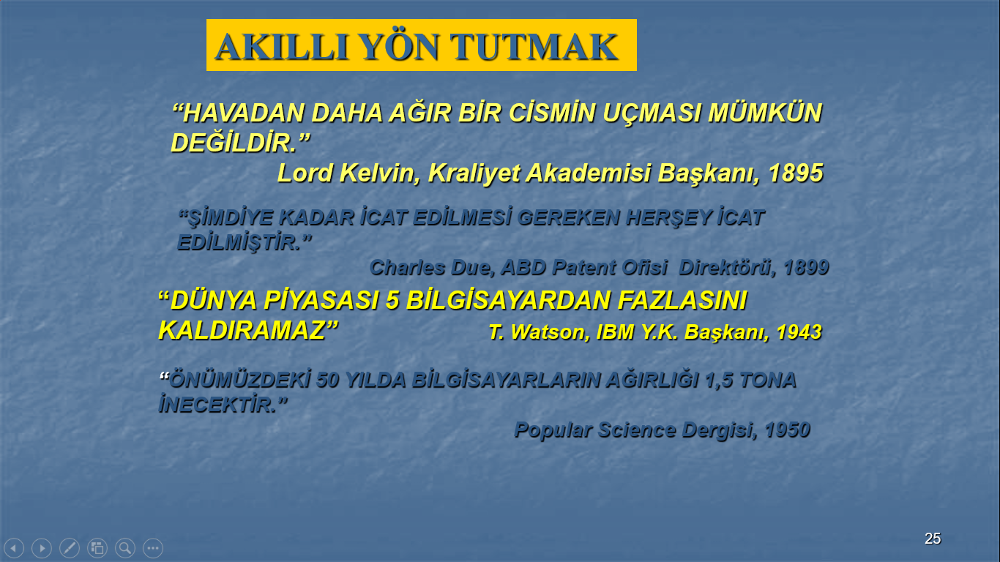 AKILLI YÖN TUTMAK
“HAVADAN DAHA AĞIR BİR CİSMİN UÇMASI MÜMKÜN
DEĞİLDİR.”
Lord Kelvin, Kraliyet Akademisi Başkanı, 1895
“ŞİMDİYE KADAR İCAT EDİLMESİ GEREKEN HERŞEY İCAT
EDİLMİŞTİR.”
Charles Due, ABD Patent Ofisi Direktörü, 1899
“DÜNYA PİYASASI 5 BİLGİSAYARDAN FAZLASINI
KALDIRAMAZ” T. Watson, IBM Y.K. Başkanı, 1943
“ÖNÜMÜZDEKİ 50 YILDA BİLGİSAYARLARIN AĞIRLIĞI 1,5 TONA
İNECEKTİR.”
Popular Science Dergisi, 1950
25